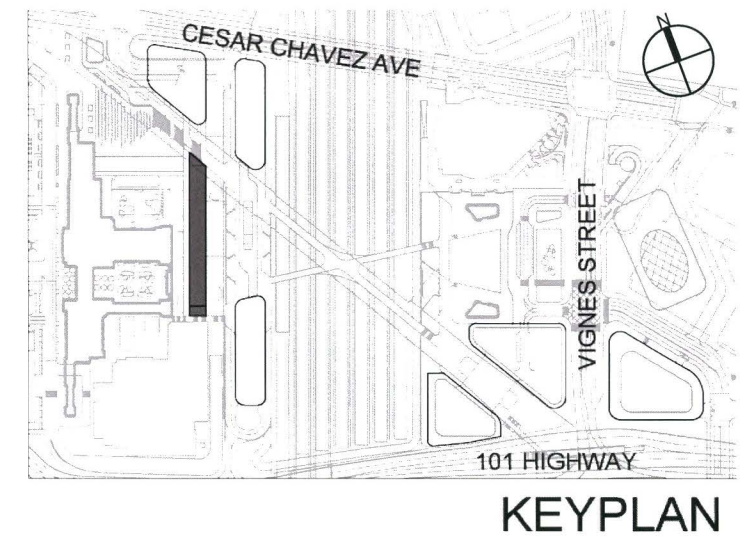 CESAR CHAVEZ AVE
N
VIGNES STREET
101 HIGHWAY
KEYPLAN